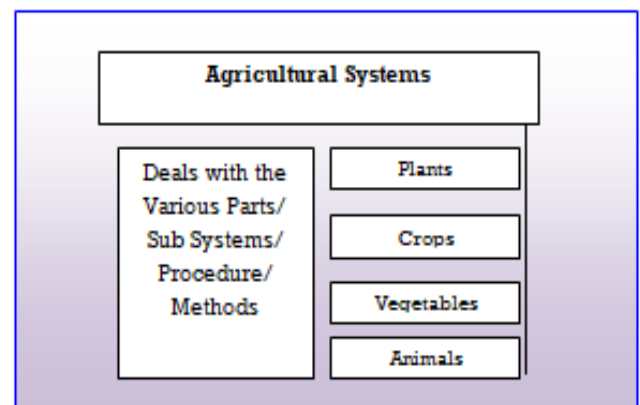 Agricultural Systems
Deals with the
Various Parts/
Sub Systems/
Procedure/
Methods
Plants
Crops
Vegetables
Animals